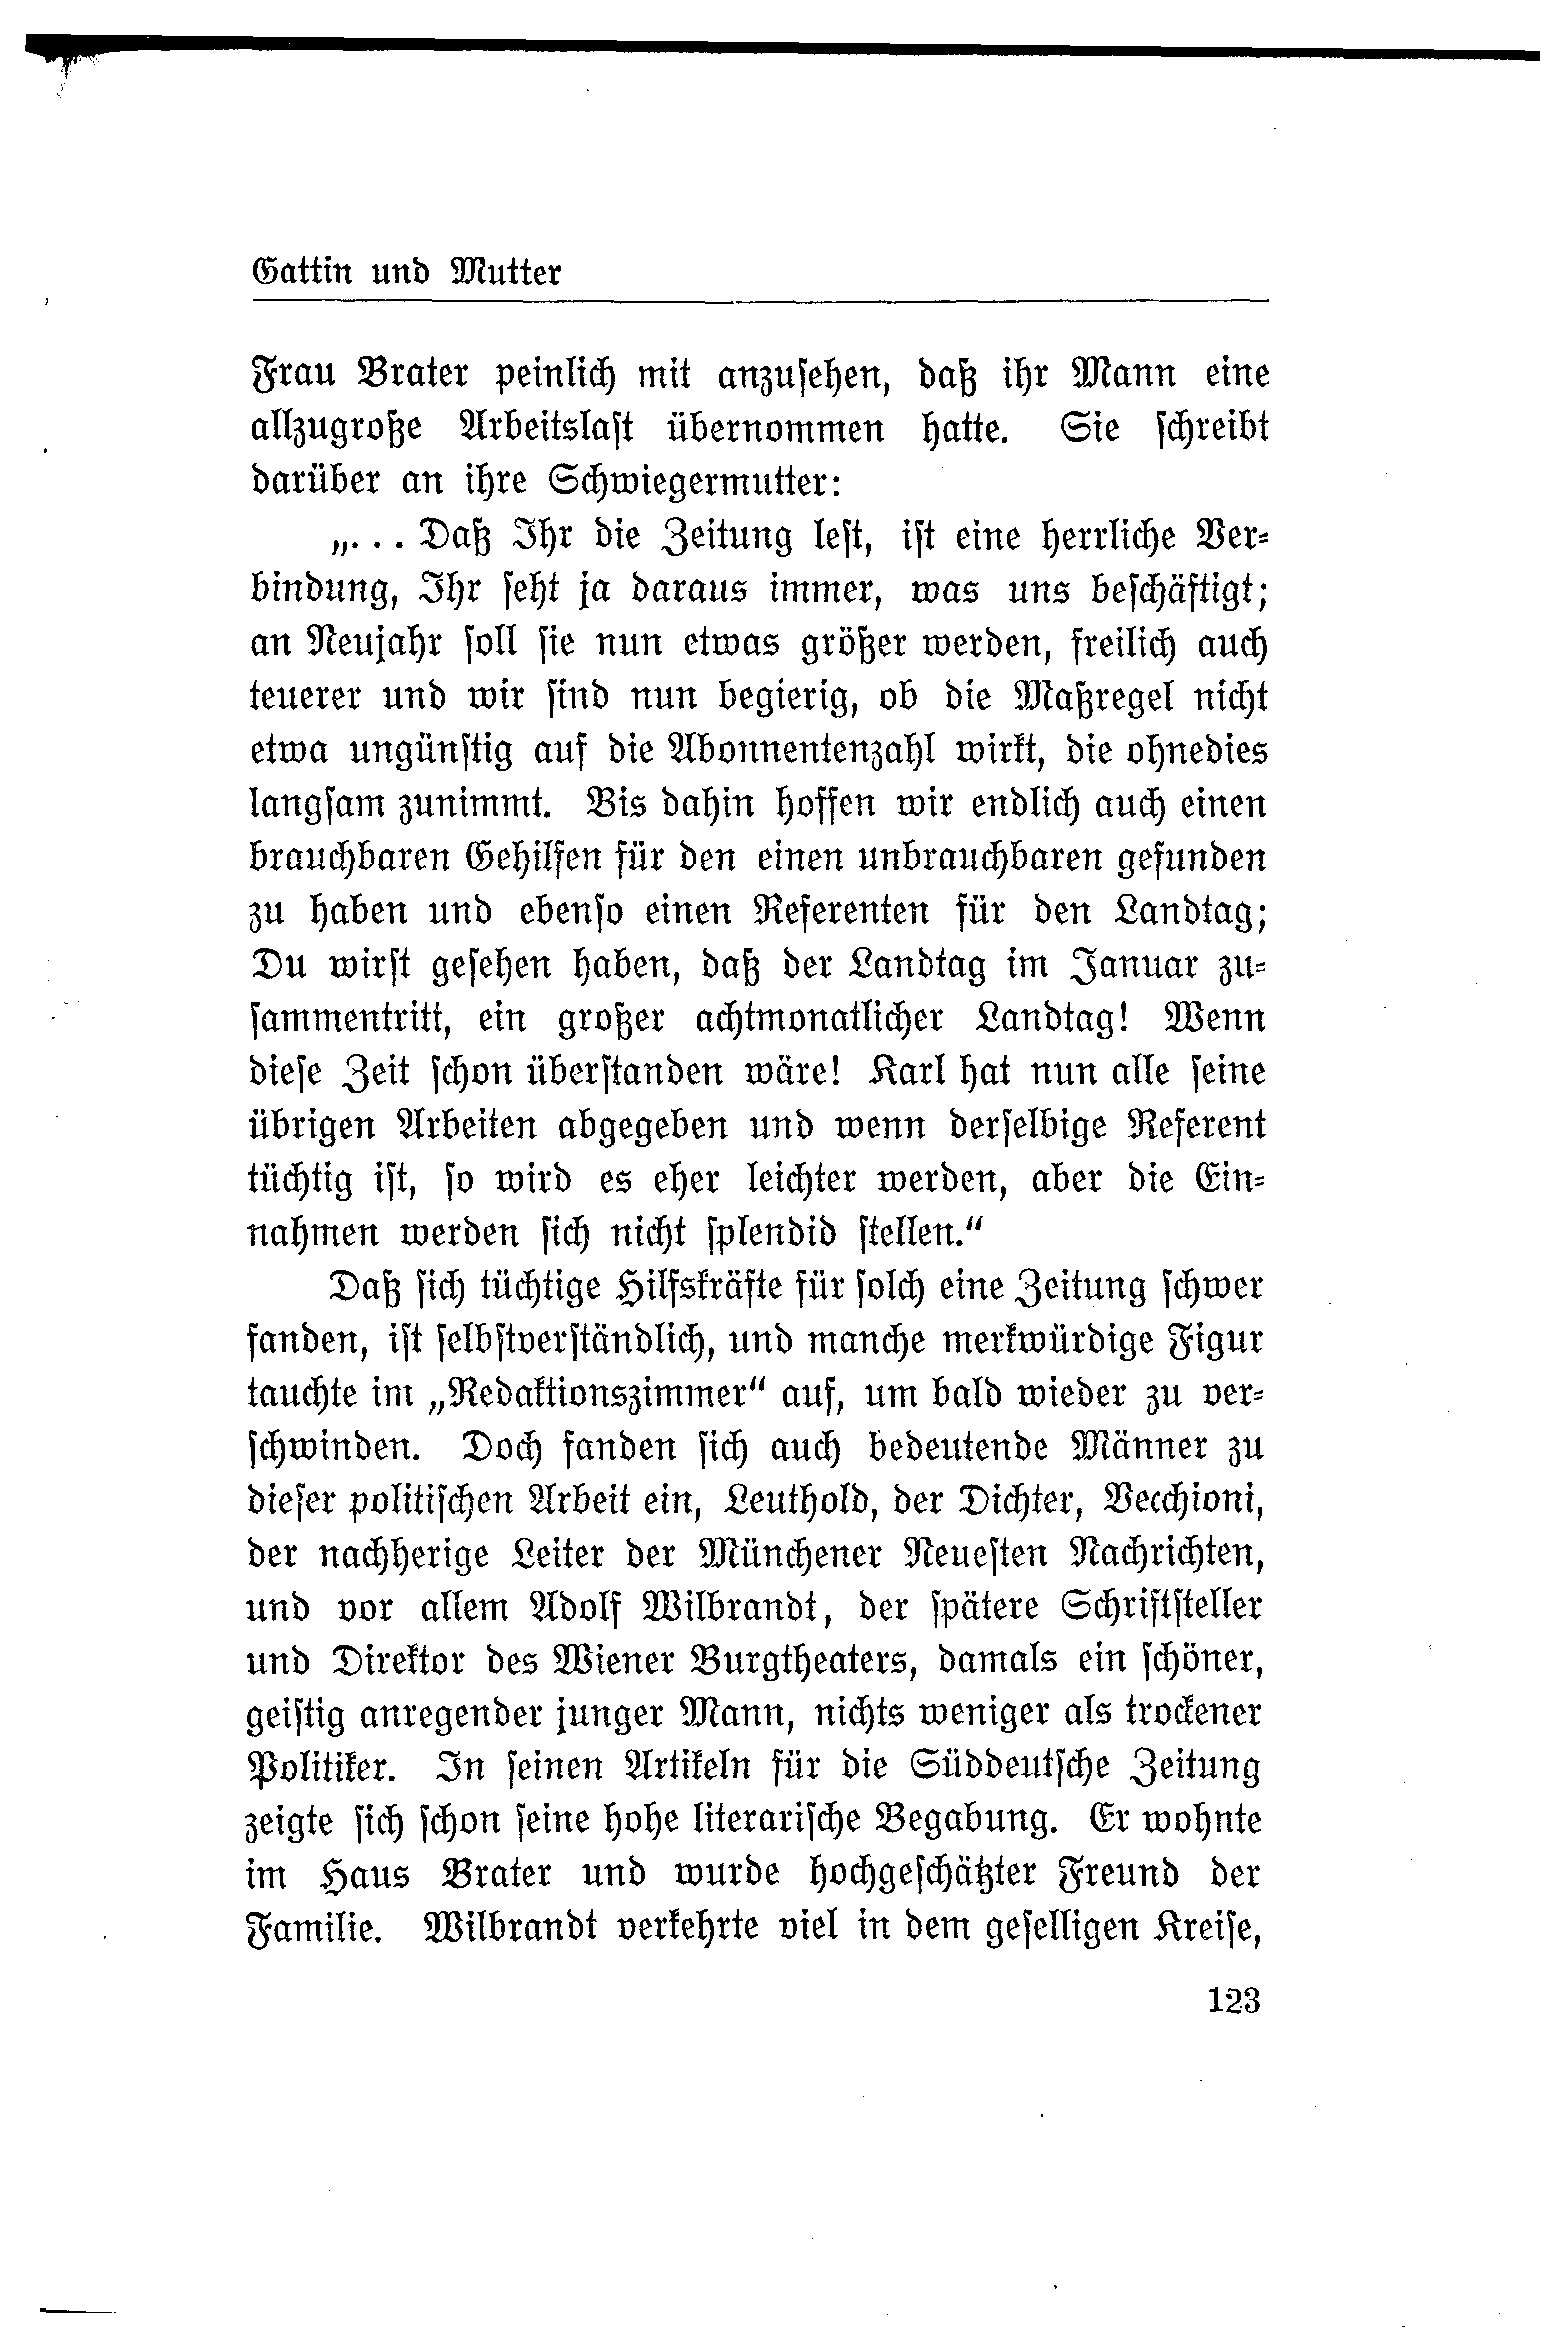 Gattin und Mutter
Frau Brater peinlich mit anzusehen, daß ihr Mann eine
allzugroße Arbeitslast übernommen hatte. Sie schreibt
darüber an ihre Schwiegermutter:
„... Daß Ihr die Zeitung lest, ist eine herrliche Ver-
bindung, Ihr seht ja daraus immer, was uns beschäftigt;
an Neujahr soll sie nun etwas größer werden, freilich auch
teuerer und wir sind nun begierig, ob die Maßregel nicht
etwa ungünstig auf die Abonnentenzahl wirkt, die ohnedies
langsam zunimmt. Bis dahin hoffen wir endlich auch einen
brauchbaren Gehilfen für den einen unbrauchbaren gefunden
zu haben und ebenso einen Referenten für den Landtag;
Du wirst gesehen haben, daß der Landtag im Januar zu-
sammentritt, ein großer achtmonatlicher Landtag! Wenn
diese Zeit schon überstanden wäre! Karl hat nun alle seine
übrigen Arbeiten abgegeben und wenn derselbige Referent
tüchtig ist, so wird es eher leichter werden, aber die Ein-
nahmen werden sich nicht splendid stellen.“
Daß sich tüchtige Hilfskräfte für solch eine Zeitung schwer
fanden, ist selbstverständlich, und manche merkwürdige Figur
tauchte im „Redaktionszimmer“ auf, um bald wieder zu ver-
schwinden. Doch fanden sich auch bedeutende Männer zu
dieser politischen Arbeit ein, Leuthold, der Dichter, Vecchioni,
der nachherige Leiter der Münchener Neuesten Nachrichten,
und vor allem Adolf Wilbrandt, der spätere Schriftsteller
und Direktor des Wiener Burgtheaters, damals ein schöner,
geistig anregender junger Mann, nichts weniger als trockener
Politiker. In seinen Artikeln für die Süddeutsche Zeitung
zeigte sich schon seine hohe literarische Begabung. Er wohnte
im Haus Brater und wurde hochgeschätzter Freund der
Familie. Wilbrandt verkehrte viel in dem geselligen Kreise,
123